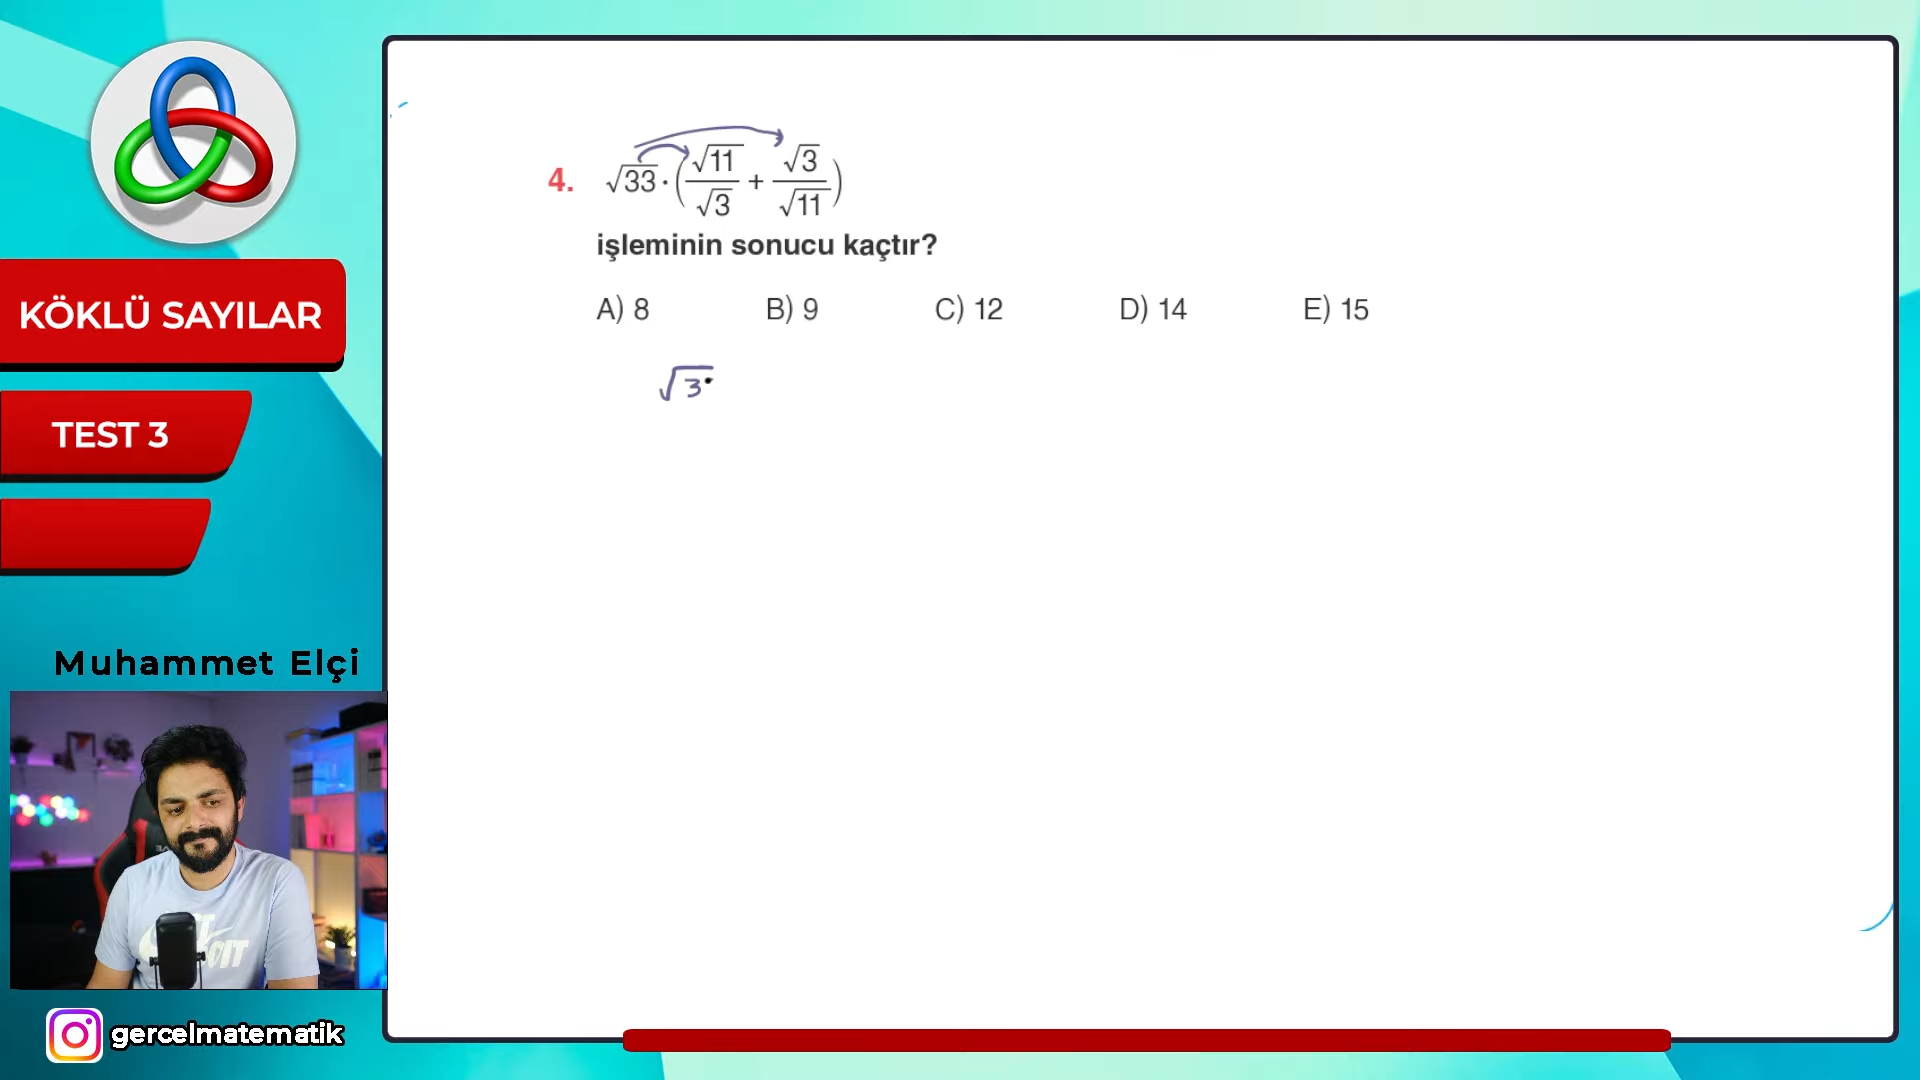 KÖKLÜ SAYILAR
TEST 3
Muhammet Elçi
gercelmatematik
4. √33 · (√11/√3 + √3/√11)
işleminin sonucu kaçtır?
A) 8 B) 9 C) 12 D) 14 E) 15
√3·